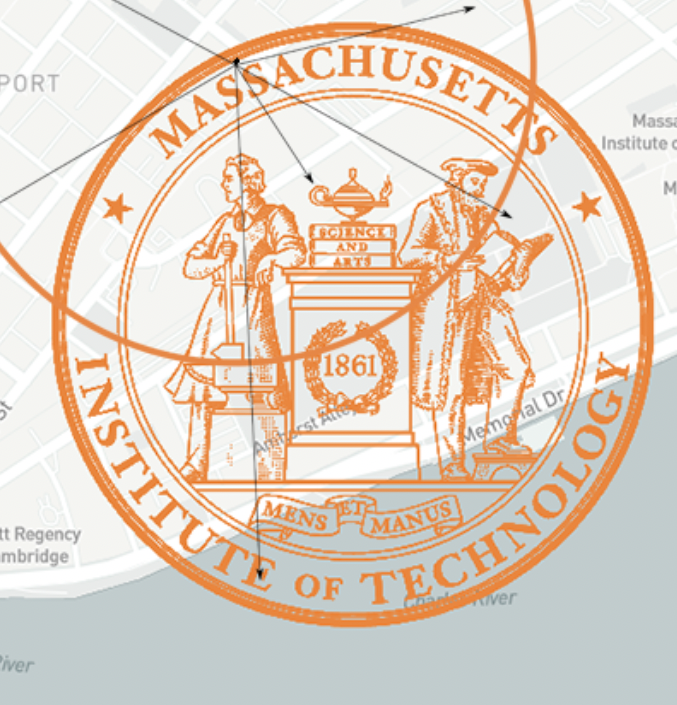 PORT
MASSACHUSETTS
Massa
Institute o
M
SCIENCE
AND
ARTS
1861
St
Amherst Alley
Memorial Dr
MENS ET MANUS
INSTITUTE OF TECHNOLOGY
tt Regency
mbridge
Charles River
River